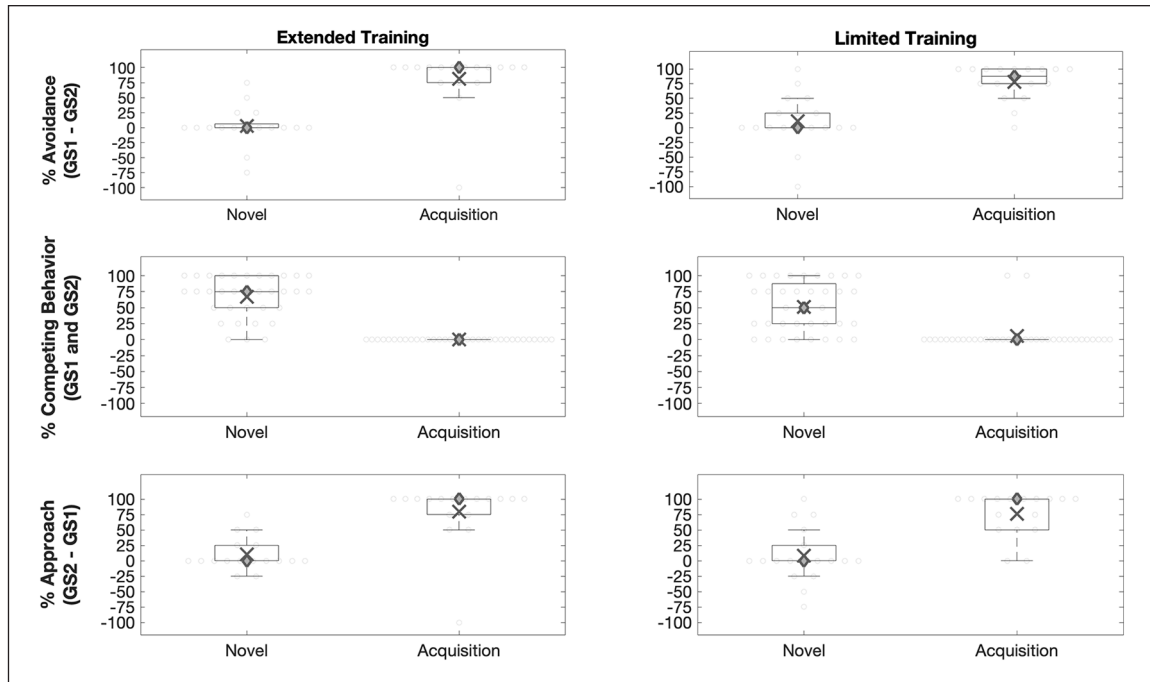 Extended Training
Limited Training
% Avoidance
(GS1 - GS2)
100
75
50
25
0
-25
-50
-75
-100
Novel
Acquisition
100
75
50
25
0
-25
-50
-75
-100
Novel
Acquisition
% Competing Behavior
(GS1 and GS2)
100
75
50
25
0
-25
-50
-75
-100
Novel
Acquisition
100
75
50
25
0
-25
-50
-75
-100
Novel
Acquisition
% Approach
(GS2 - GS1)
100
75
50
25
0
-25
-50
-75
-100
Novel
Acquisition
100
75
50
25
0
-25
-50
-75
-100
Novel
Acquisition